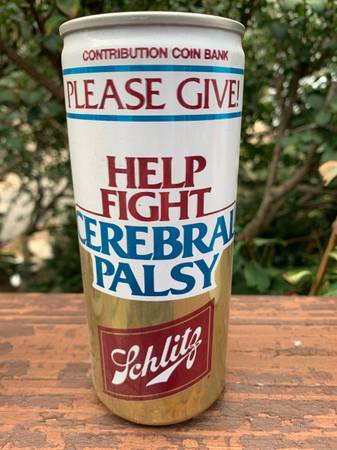 CONTRIBUTION COIN BANK
PLEASE GIVE!
HELP
FIGHT
CEREBRAL
PALSY
Schlitz